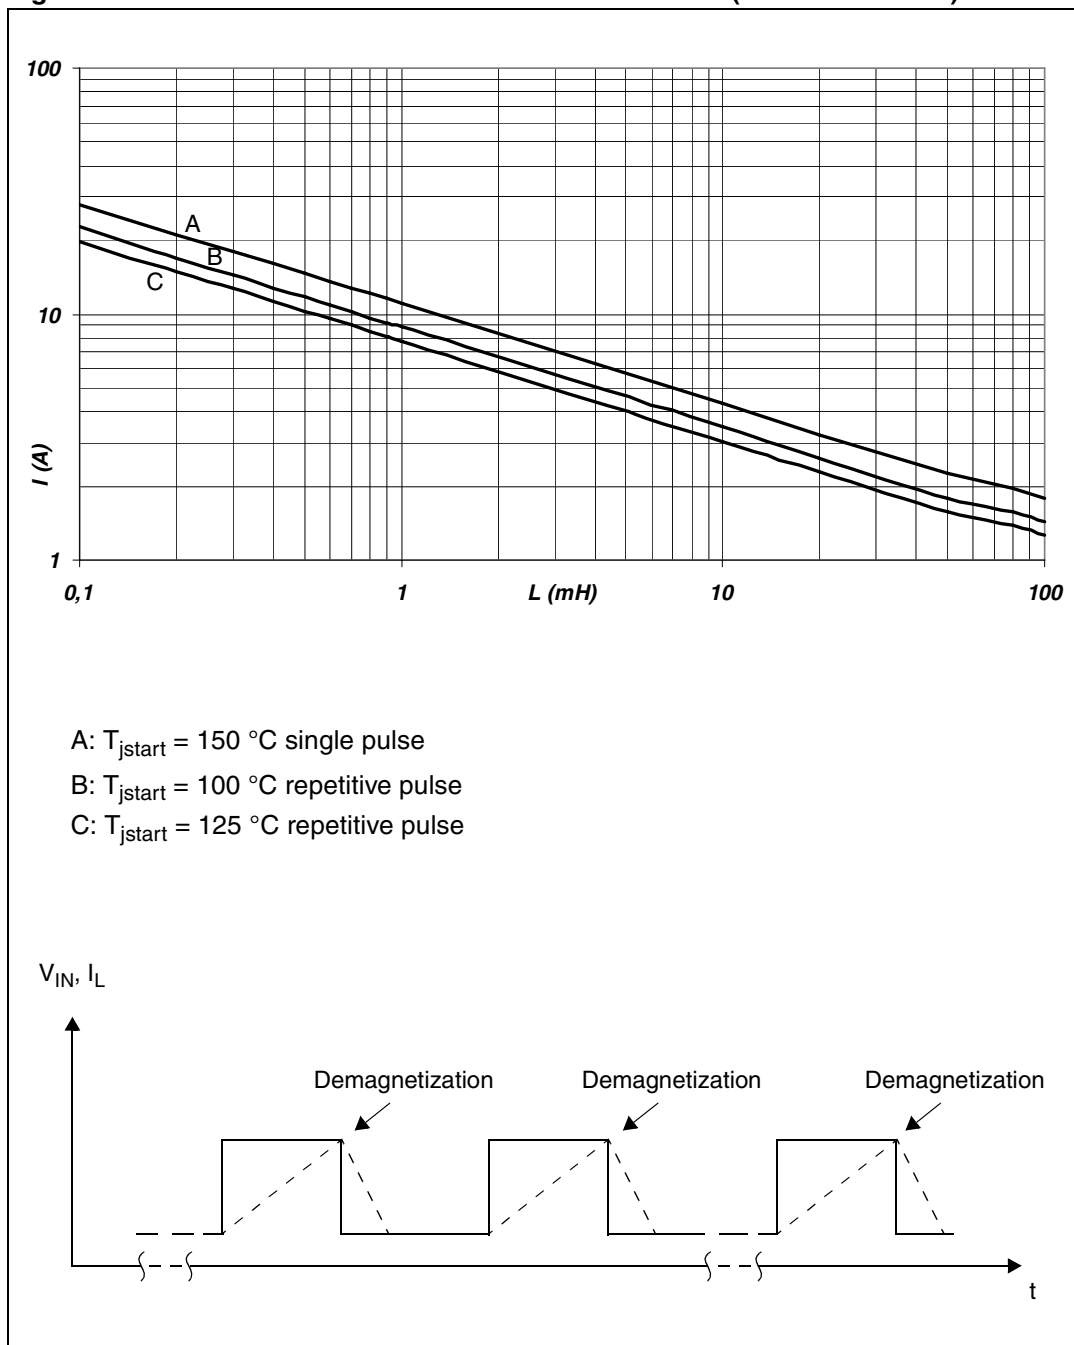 100
A
B
C
10
I (A)
1
0,1
1
L (mH)
10
100
A: Tjstart = 150 °C single pulse
B: Tjstart = 100 °C repetitive pulse
C: Tjstart = 125 °C repetitive pulse
VIN, IL
Demagnetization
Demagnetization
Demagnetization
t